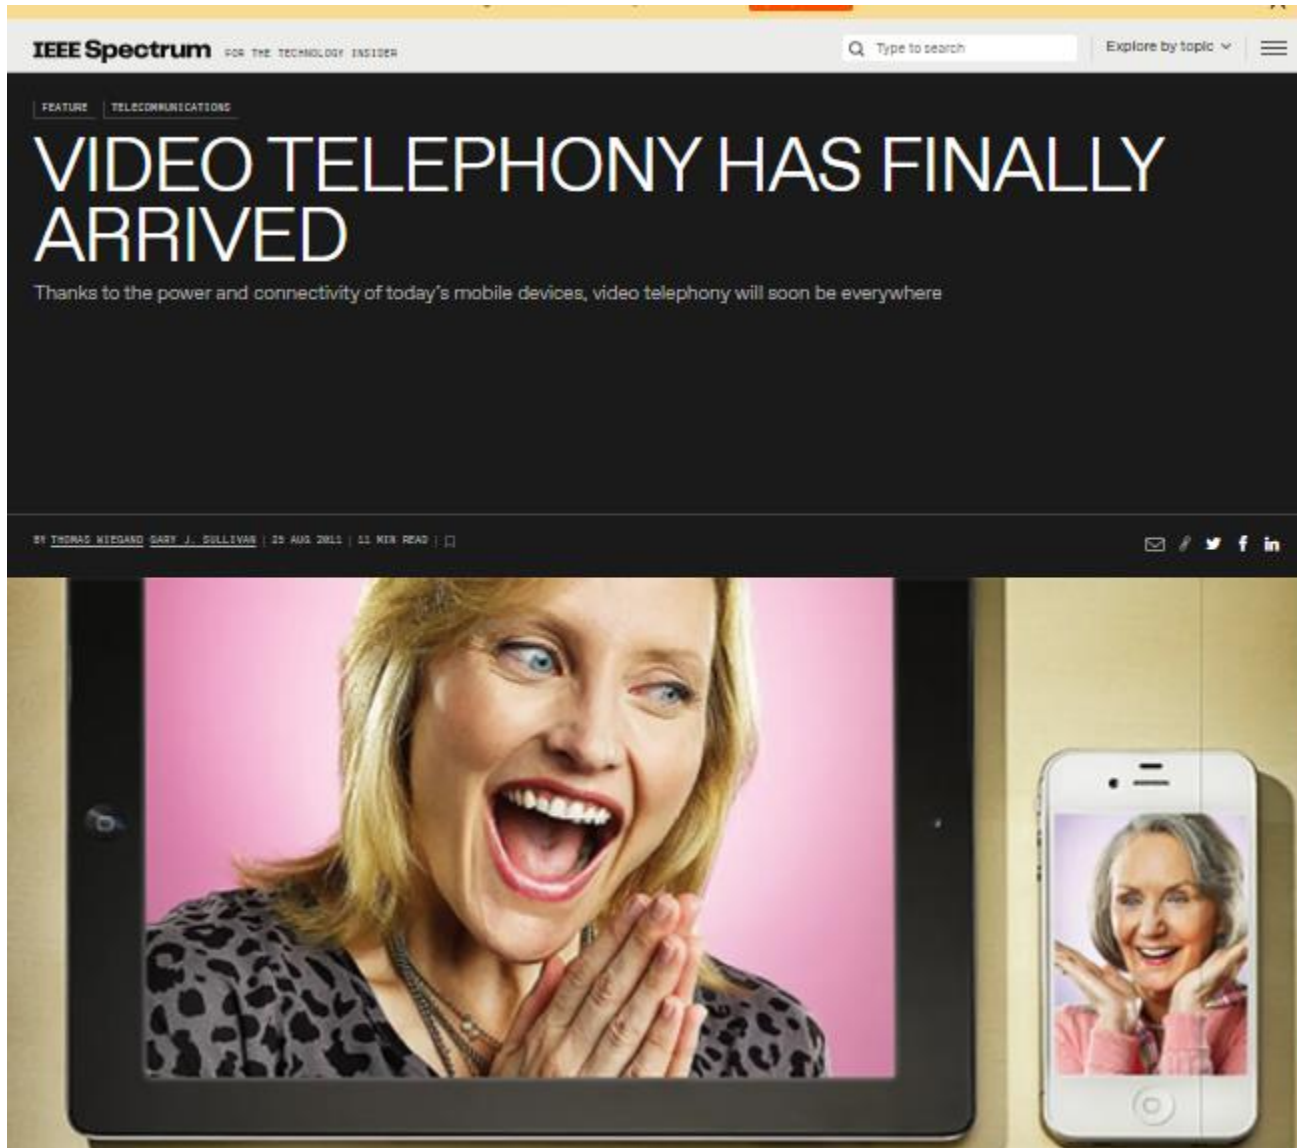 IEEE Spectrum FOR THE TECHNOLOGY INSIDER
Type to search
Explore by topic
FEATURE
TELECOMMUNICATIONS
VIDEO TELEPHONY HAS FINALLY
ARRIVED
Thanks to the power and connectivity of today's mobile devices, video telephony will soon be everywhere
BY THOMAS WIEGAND GARY J. SULLIVAN | 29 AUG 2011 | 11 MIN READ |